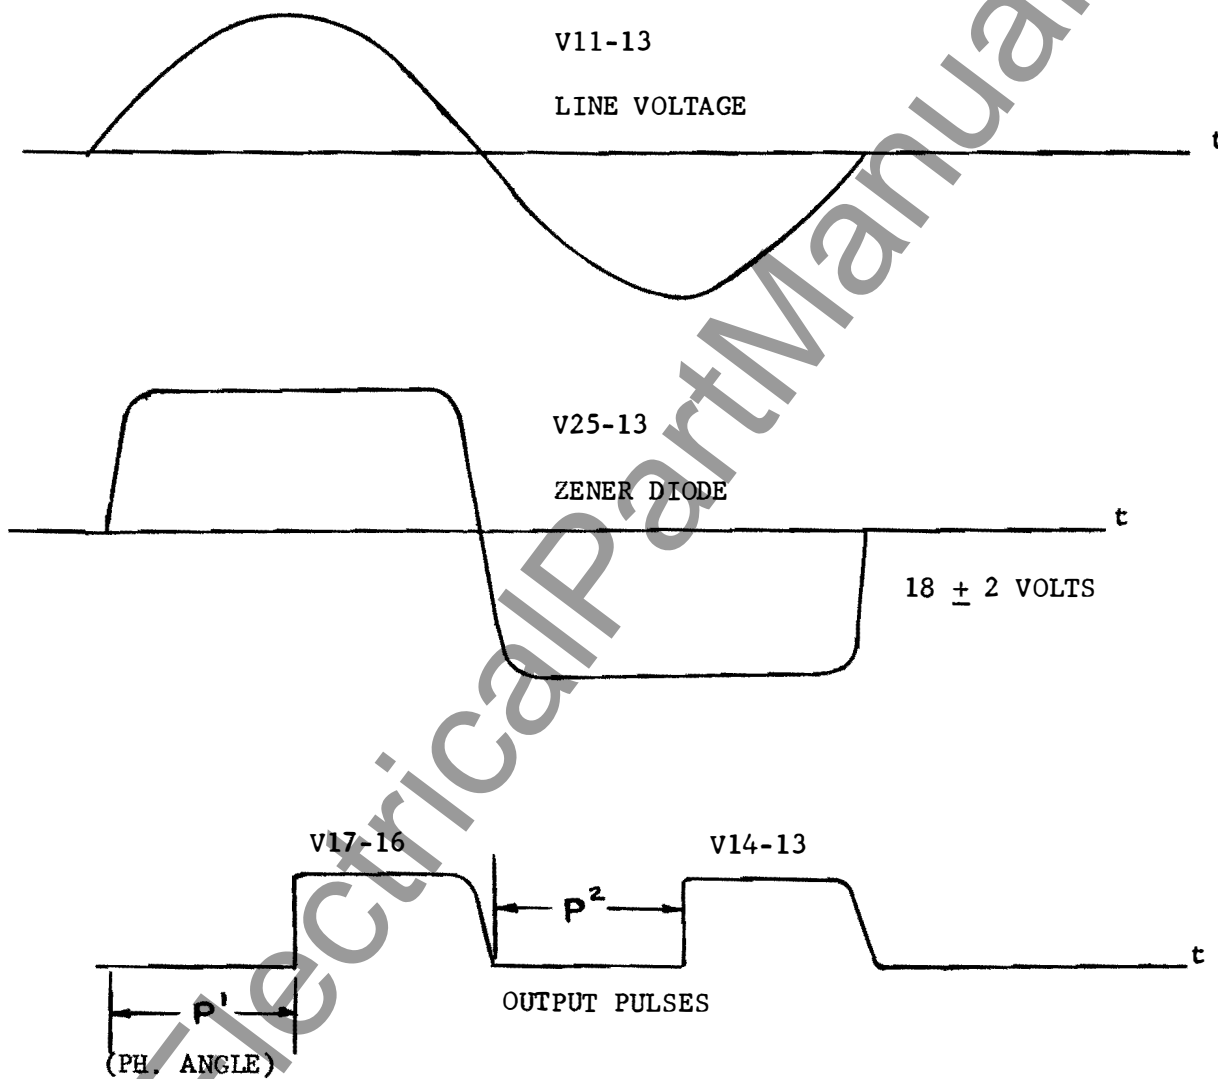 V11-13
LINE VOLTAGE
t
V25-13
ZENER DIODE
t
18 ± 2 VOLTS
V17-16
V14-13
P²
t
P¹
OUTPUT PULSES
(PH. ANGLE)
ElectricalPartManual